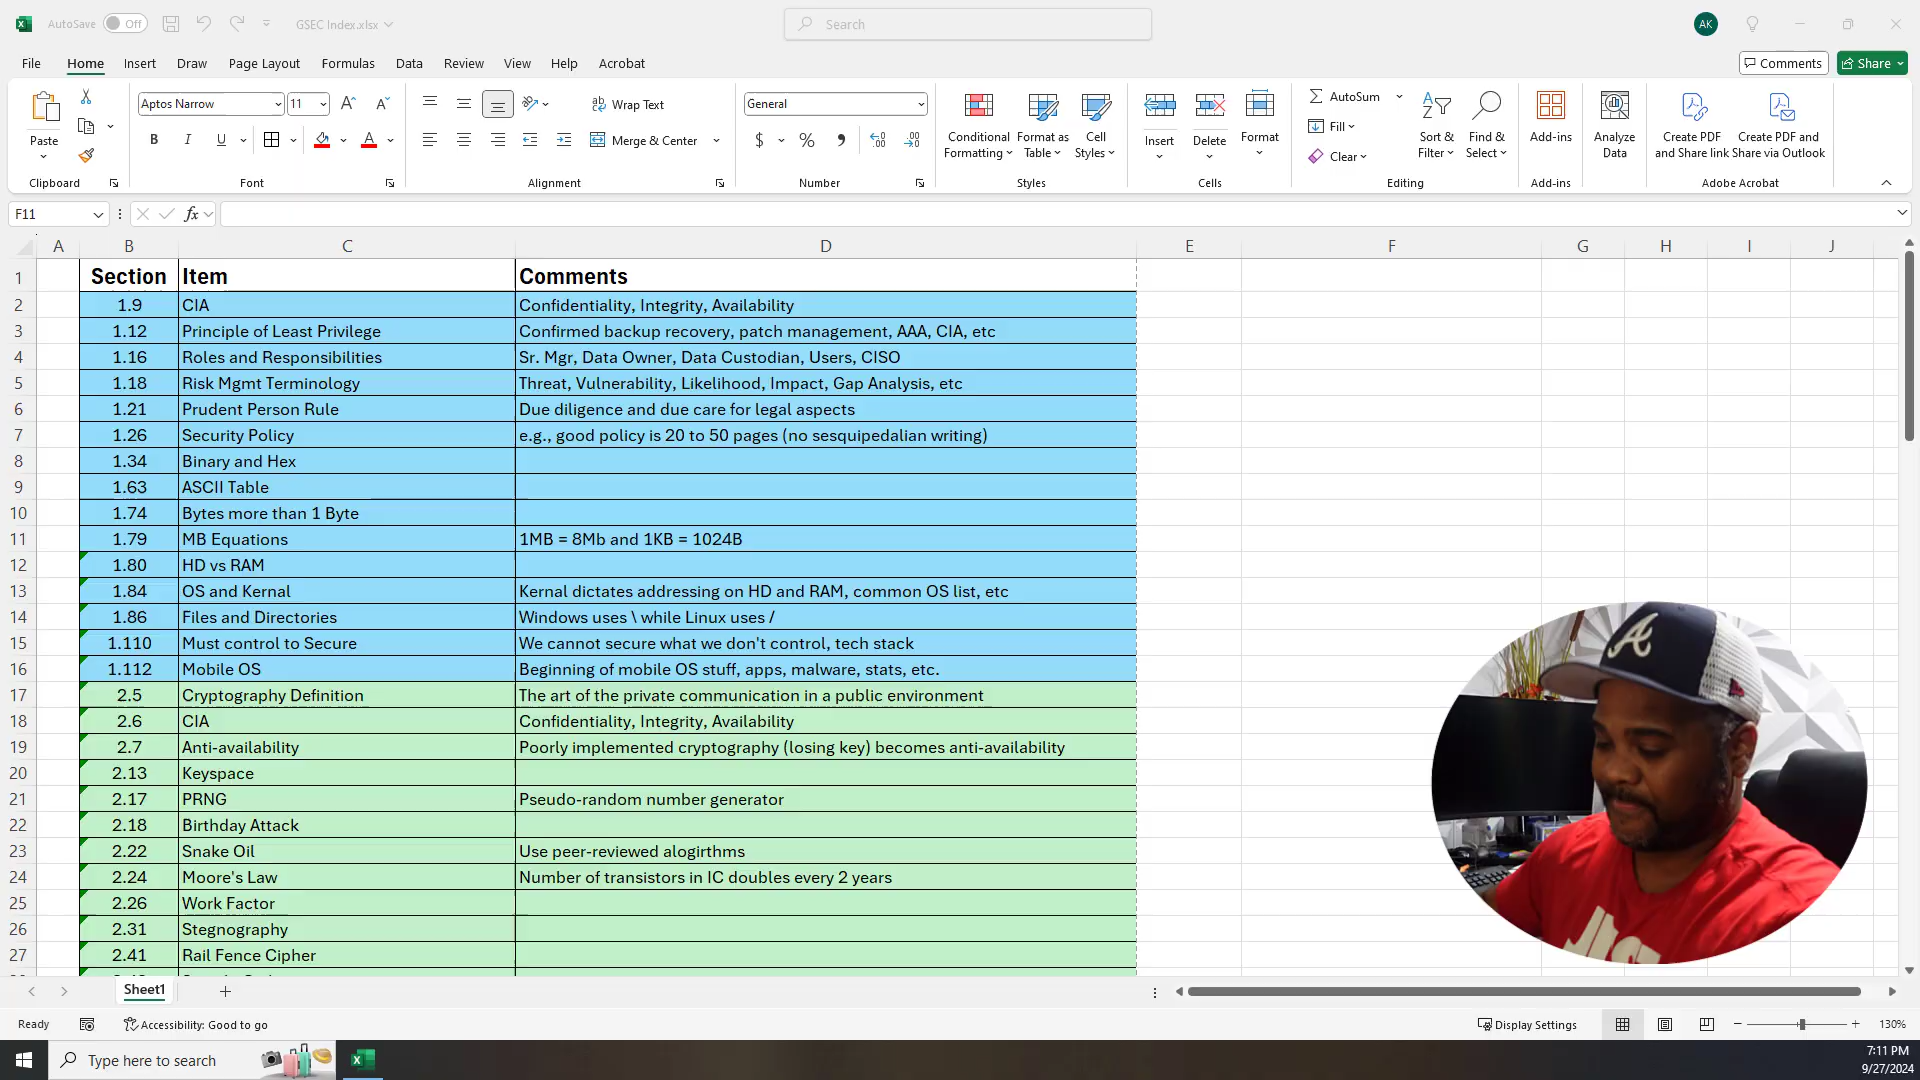 AutoSave Off GSEC Index.xlsx Search AK
File Home Insert Draw Page Layout Formulas Data Review View Help Acrobat Comments Share
Paste Clipboard
Aptos Narrow 11 B I U A Font
ab Wrap Text Merge & Center Alignment
General $ % , Number
Conditional Formatting Format as Table Cell Styles Styles
Insert Delete Format Cells
AutoSum Fill Clear Sort & Filter Find & Select Editing
Add-ins Add-ins
Analyze Data
Create PDF and Share link Create PDF and Share via Outlook Adobe Acrobat
F11 fx
A B C D E F G H I J
1 Section Item Comments
2 1.9 CIA Confidentiality, Integrity, Availability
3 1.12 Principle of Least Privilege Confirmed backup recovery, patch management, AAA, CIA, etc
4 1.16 Roles and Responsibilities Sr. Mgr, Data Owner, Data Custodian, Users, CISO
5 1.18 Risk Mgmt Terminology Threat, Vulnerability, Likelihood, Impact, Gap Analysis, etc
6 1.21 Prudent Person Rule Due diligence and due care for legal aspects
7 1.26 Security Policy e.g., good policy is 20 to 50 pages (no sesquipedalian writing)
8 1.34 Binary and Hex
9 1.63 ASCII Table
10 1.74 Bytes more than 1 Byte
11 1.79 MB Equations 1MB = 8Mb and 1KB = 1024B
12 1.80 HD vs RAM
13 1.84 OS and Kernal Kernal dictates addressing on HD and RAM, common OS list, etc
14 1.86 Files and Directories Windows uses \ while Linux uses /
15 1.110 Must control to Secure We cannot secure what we don't control, tech stack
16 1.112 Mobile OS Beginning of mobile OS stuff, apps, malware, stats, etc.
17 2.5 Cryptography Definition The art of the private communication in a public environment
18 2.6 CIA Confidentiality, Integrity, Availability
19 2.7 Anti-availability Poorly implemented cryptography (losing key) becomes anti-availability
20 2.13 Keyspace
21 2.17 PRNG Pseudo-random number generator
22 2.18 Birthday Attack
23 2.22 Snake Oil Use peer-reviewed alogirthms
24 2.24 Moore's Law Number of transistors in IC doubles every 2 years
25 2.26 Work Factor
26 2.31 Stegnography
27 2.41 Rail Fence Cipher
A
Sheet1
Ready Accessibility: Good to go Display Settings 130%
Type here to search
7:11 PM
9/27/2024